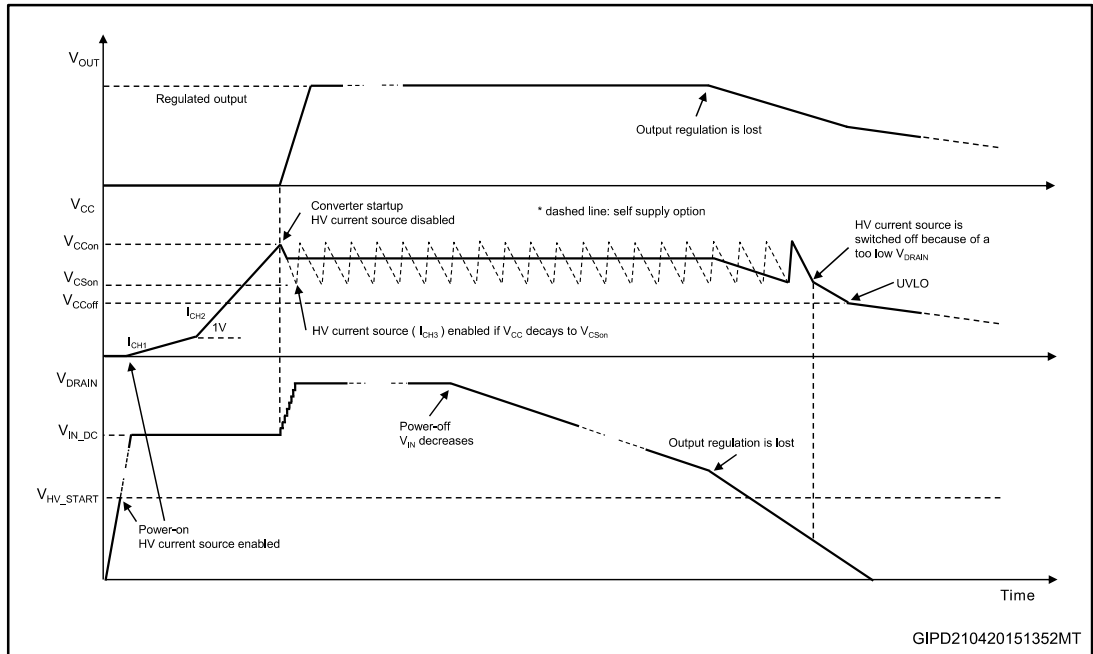 VOUT
Regulated output
Output regulation is lost
VCC
Converter startup
HV current source disabled
* dashed line: self supply option
HV current source is
switched off because of a
too low VDRAIN
VCCon
VCSon
VCCoff
UVLO
ICH2
1V
HV current source ( ICH3 ) enabled if VCC decays to VCSon
ICH1
VDRAIN
Power-off
VIN decreases
VIN_DC
Output regulation is lost
VHV_START
Power-on
HV current source enabled
Time
GIPD210420151352MT